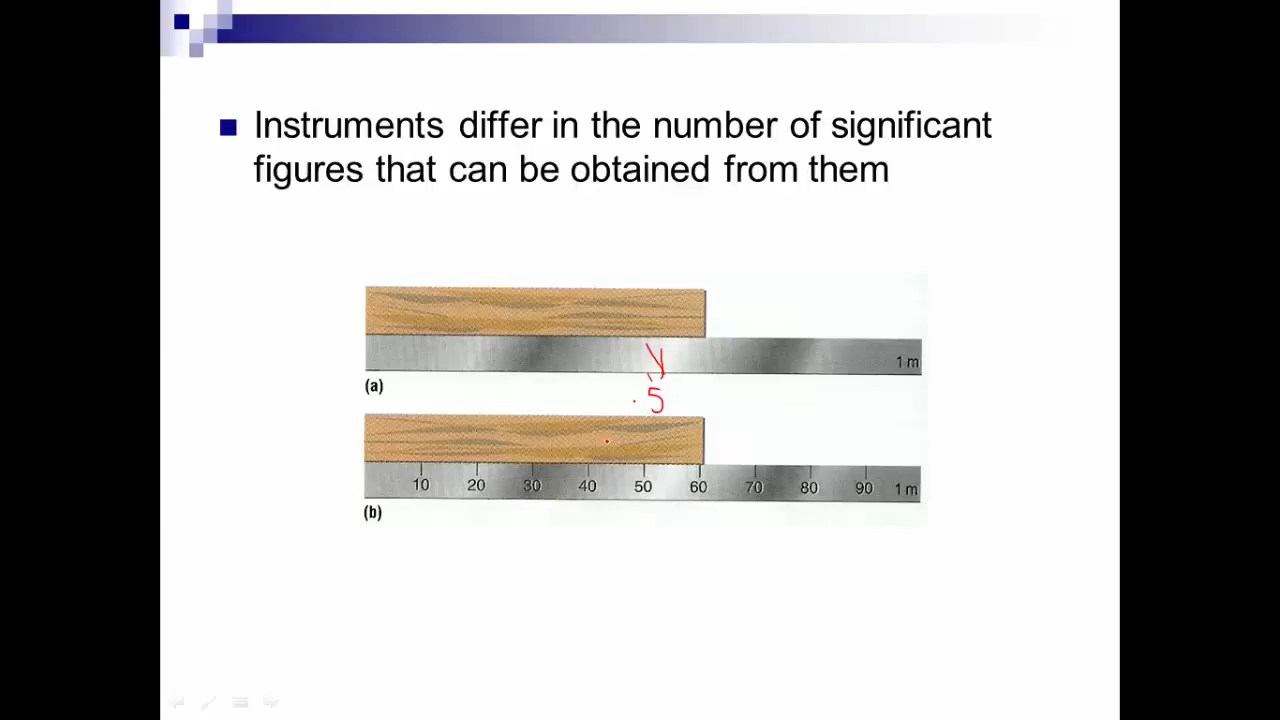 Instruments differ in the number of significant
figures that can be obtained from them
1 m
(a)
.5
10 20 30 40 50 60 70 80 90 1 m
(b)